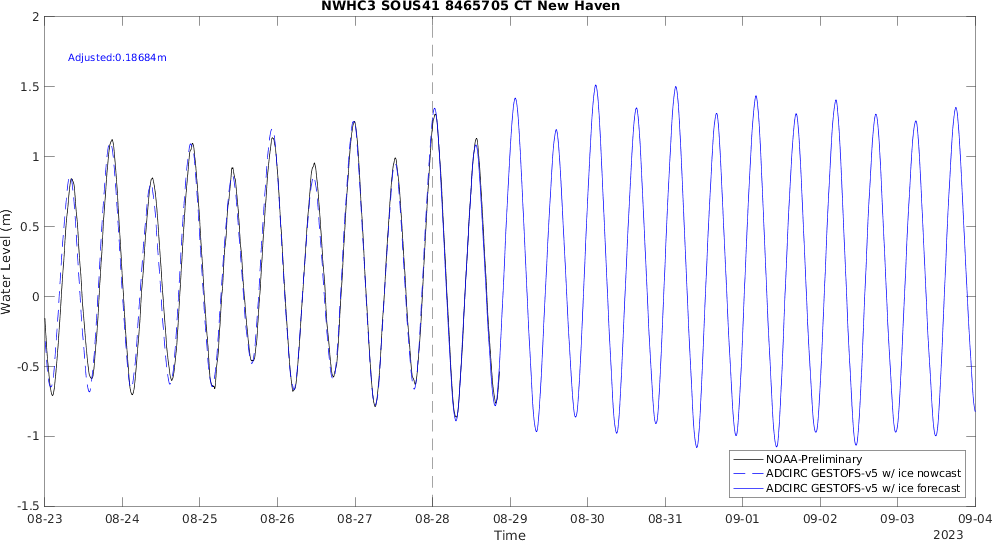 NWHC3 SOUS41 8465705 CT New Haven
2
Adjusted:0.18684m
1.5
1
0.5
0
-0.5
-1
-1.5
Water Level (m)
NOAA-Preliminary
ADCIRC GESTOFS-v5 w/ ice nowcast
ADCIRC GESTOFS-v5 w/ ice forecast
08-23 08-24 08-25 08-26 08-27 08-28 08-29 08-30 08-31 09-01 09-02 09-03 09-04
Time
2023